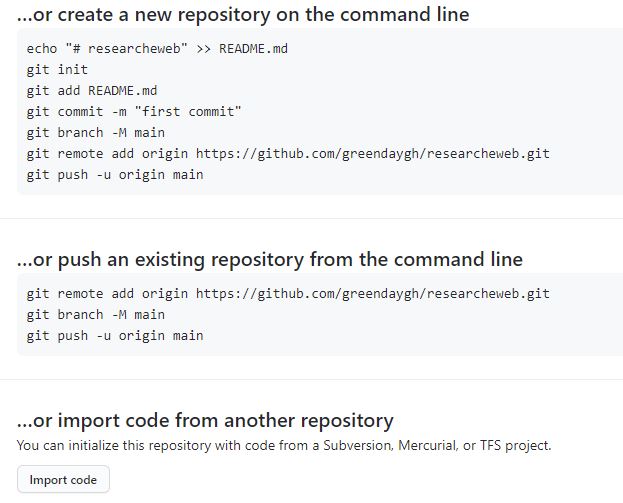 ...or create a new repository on the command line
echo "# researcheweb" >> README.md
git init
git add README.md
git commit -m "first commit"
git branch -M main
git remote add origin https://github.com/greendaygh/researcheweb.git
git push -u origin main
...or push an existing repository from the command line
git remote add origin https://github.com/greendaygh/researcheweb.git
git branch -M main
git push -u origin main
...or import code from another repository
You can initialize this repository with code from a Subversion, Mercurial, or TFS project.
Import code